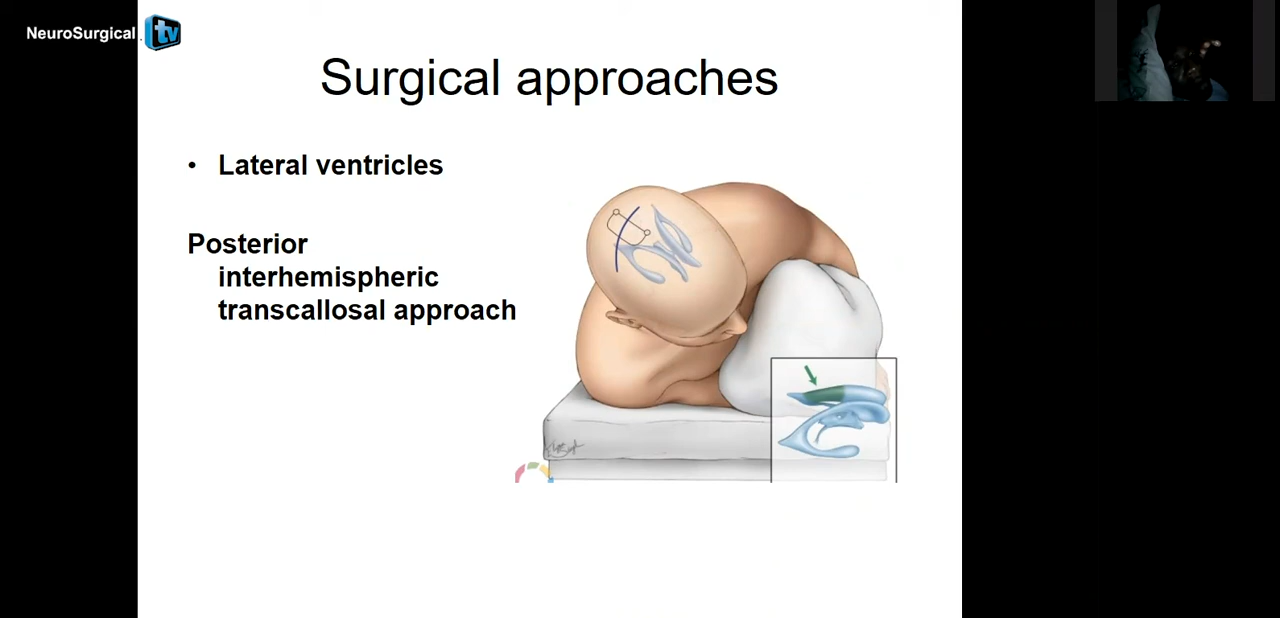 NeuroSurgical tv
Surgical approaches
• Lateral ventricles
Posterior
interhemispheric
transcallosal approach